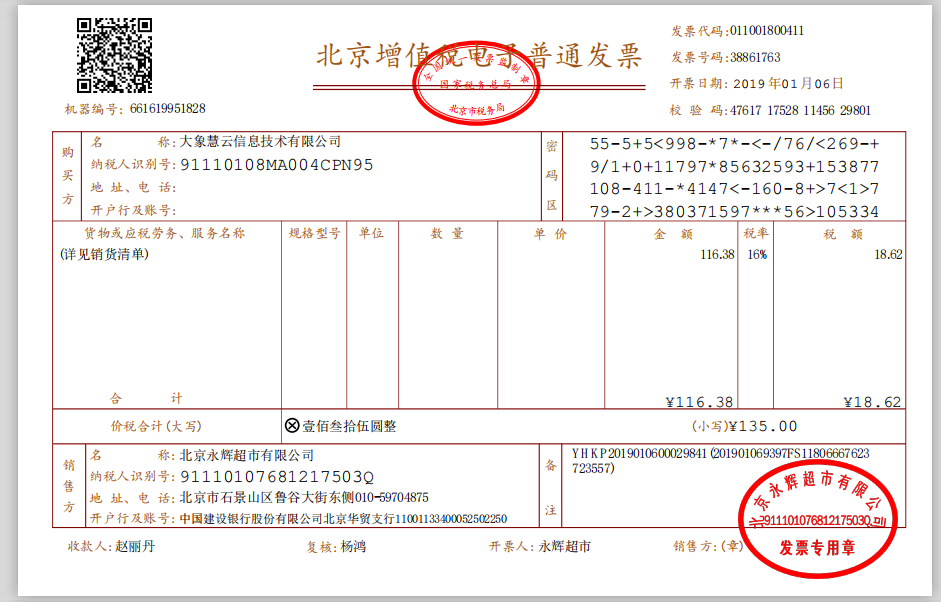 北京增值税电子普通发票
全国统一发票监制章
国家税务总局
北京市税务局
发票代码:011001800411
发票号码:38861763
开票日期: 2019年01月06日
校 验 码:47617 17528 11456 29801
机器编号: 661619951828
购买方
名 称:大象慧云信息技术有限公司
纳税人识别号:91110108MA004CPN95
地 址、电 话:
开户行及账号:
密码区
55-5+5<998-*7*-<-/76/<269-+
9/1+0+11797*85632593+153877
108-411-*4147<-160-8+>7<1>7
79-2+>380371597***56>105334
货物或应税劳务、服务名称 规格型号 单位 数 量 单 价 金 额 税率 税 额
(详见销货清单) 116.38 16% 18.62
合 计 ¥116.38 ¥18.62
价税合计(大写) ⊗壹佰叁拾伍圆整 (小写)¥135.00
销售方
名 称:北京永辉超市有限公司
纳税人识别号:91110107681217503Q
地 址、电 话:北京市石景山区鲁谷大街东侧010-59704875
开户行及账号:中国建设银行股份有限公司北京华贸支行11001133400052502250
备注
YHKP2019010600029841(201901069397FS11806667623
723557)
收款人:赵丽丹 复核:杨鸿 开票人:永辉超市 销售方:(章)
北京永辉超市有限公司
91110107681217503Q
发票专用章